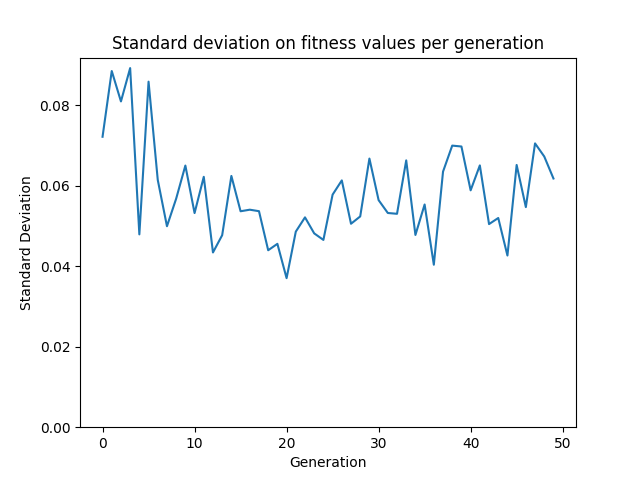 Standard deviation on fitness values per generation
0.08
0.06
0.04
0.02
0.00
Standard Deviation
0 10 20 30 40 50
Generation